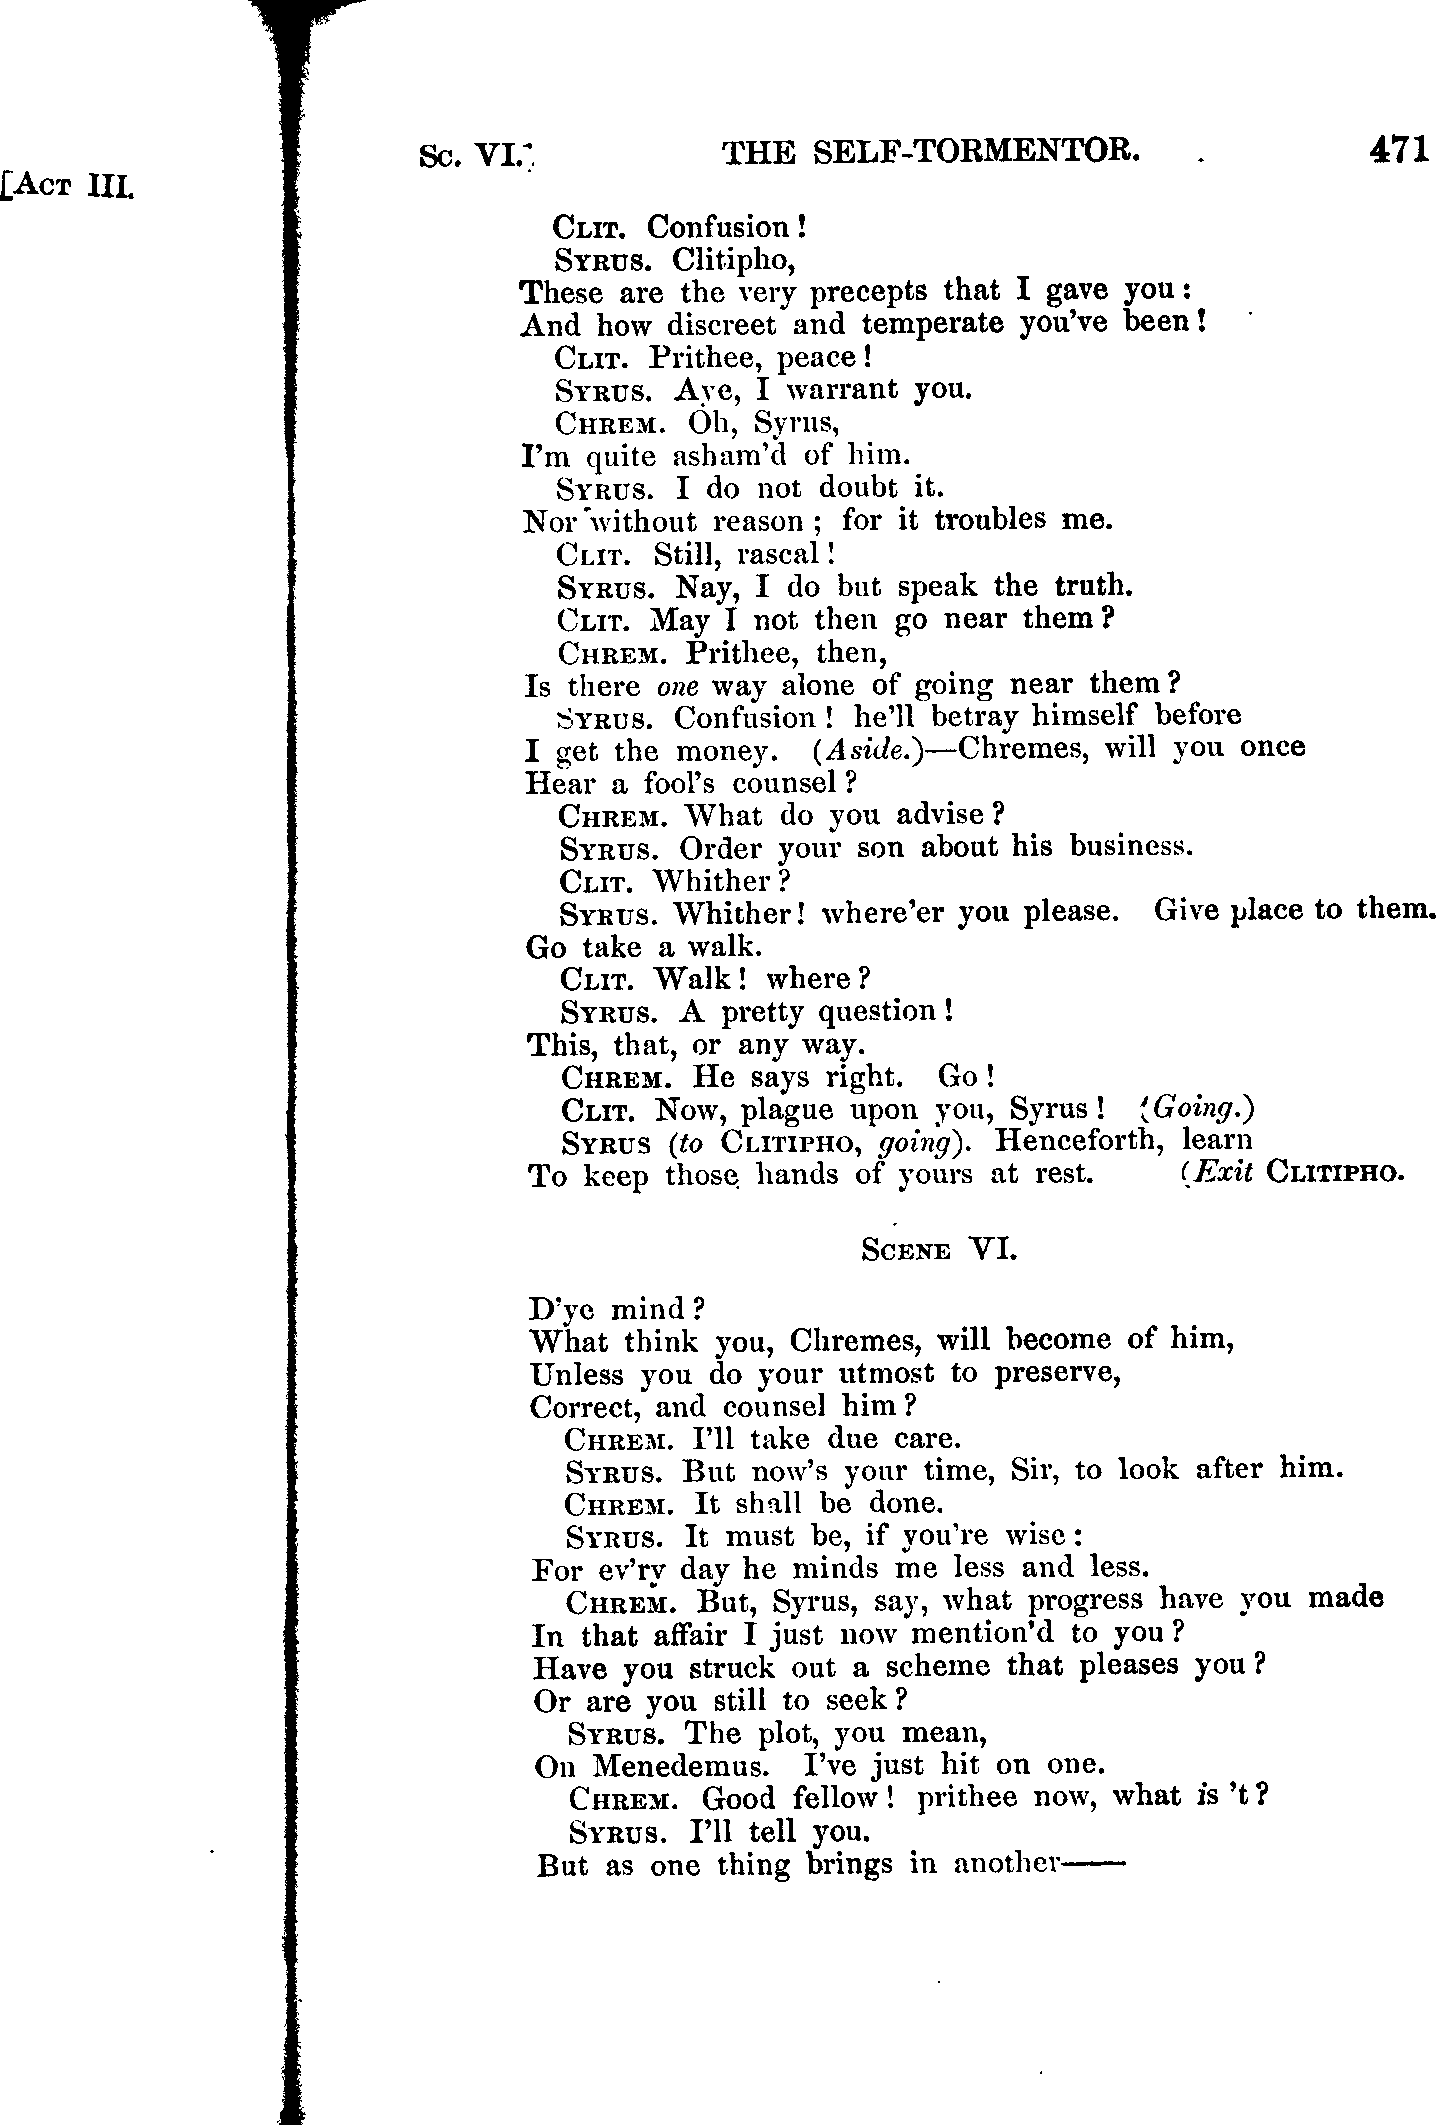 [ACT III.
Sc. VI.] THE SELF-TORMENTOR. 471
CLIT. Confusion!
SYRUS. Clitipho,
These are the very precepts that I gave you:
And how discreet and temperate you've been!
CLIT. Prithee, peace!
SYRUS. Aye, I warrant you.
CHREM. Oh, Syrus,
I'm quite asham'd of him.
SYRUS. I do not doubt it.
Nor without reason; for it troubles me.
CLIT. Still, rascal!
SYRUS. Nay, I do but speak the truth.
CLIT. May I not then go near them?
CHREM. Prithee, then,
Is there one way alone of going near them?
SYRUS. Confusion! he'll betray himself before
I get the money. (Aside.)—Chremes, will you once
Hear a fool's counsel?
CHREM. What do you advise?
SYRUS. Order your son about his business.
CLIT. Whither?
SYRUS. Whither! where'er you please. Give place to them.
Go take a walk.
CLIT. Walk! where?
SYRUS. A pretty question!
This, that, or any way.
CHREM. He says right. Go!
CLIT. Now, plague upon you, Syrus! (Going.)
SYRUS (to CLITIPHO, going). Henceforth, learn
To keep those hands of yours at rest. (Exit CLITIPHO.
SCENE VI.
D'ye mind?
What think you, Chremes, will become of him,
Unless you do your utmost to preserve,
Correct, and counsel him?
CHREM. I'll take due care.
SYRUS. But now's your time, Sir, to look after him.
CHREM. It shall be done.
SYRUS. It must be, if you're wise:
For ev'ry day he minds me less and less.
CHREM. But, Syrus, say, what progress have you made
In that affair I just now mention'd to you?
Have you struck out a scheme that pleases you?
Or are you still to seek?
SYRUS. The plot, you mean,
On Menedemus. I've just hit on one.
CHREM. Good fellow! prithee now, what is 't?
SYRUS. I'll tell you.
But as one thing brings in another——